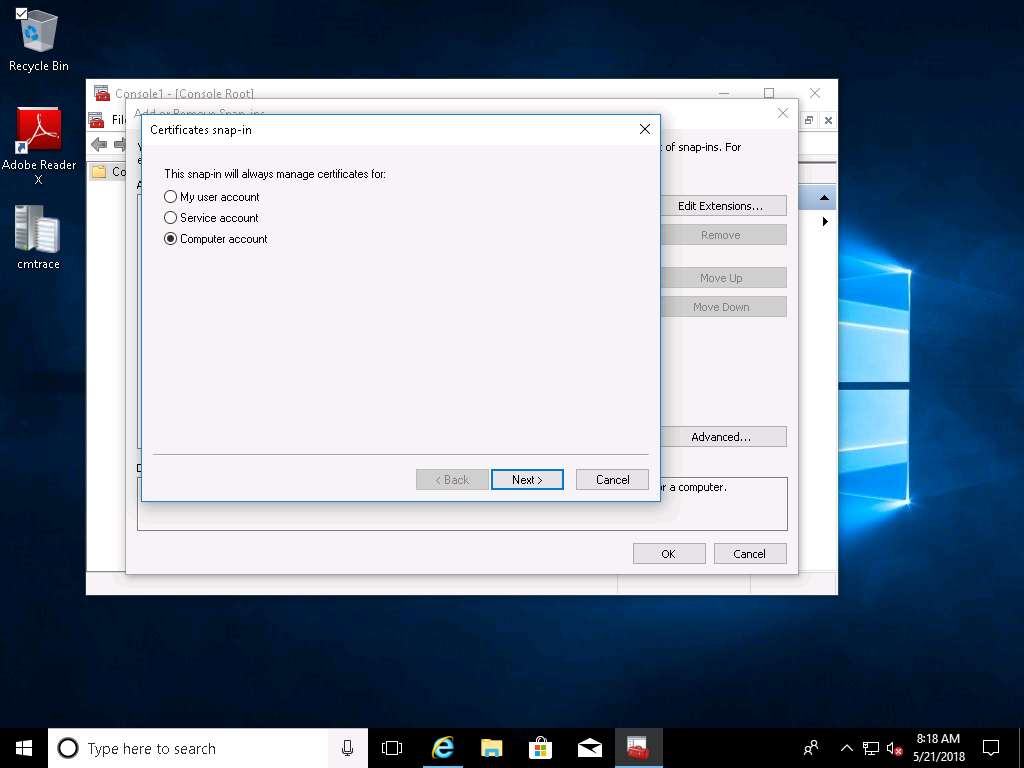 Recycle Bin
Adobe Reader
X
cmtrace
Console1 - [Console Root]
Add or Remove Snap-ins
Fil
Certificates snap-in
of snap-ins. For
Co
This snap-in will always manage certificates for:
My user account
Service account
Computer account
Edit Extensions...
Remove
Move Up
Move Down
Advanced...
< Back
Next >
Cancel
or a computer.
OK
Cancel
Type here to search
8:18 AM
5/21/2018